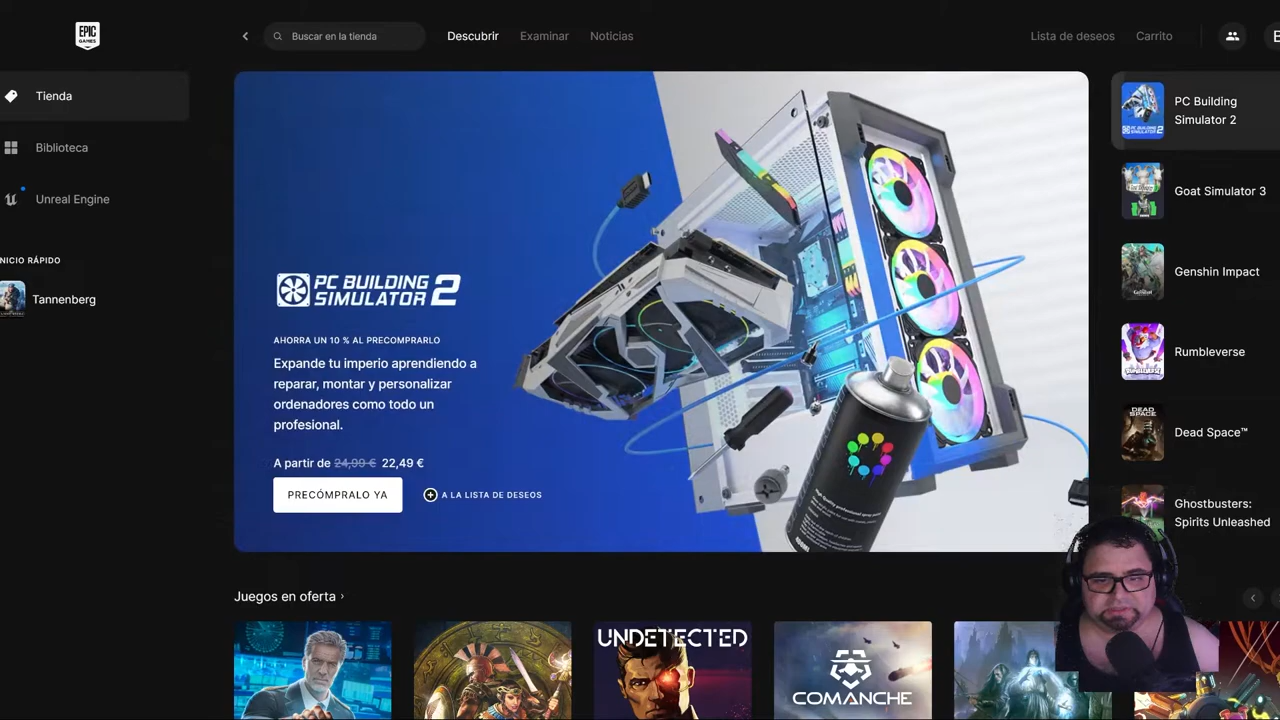 EPIC
GAMES
Buscar en la tienda
Descubrir
Examinar
Noticias
Lista de deseos
Carrito
Tienda
Biblioteca
Unreal Engine
NICIO RÁPIDO
Tannenberg
PC BUILDING
SIMULATOR 2
AHORA UN 10 % AL PRECOMPRARLO
Expande tu imperio aprendiendo a
reparar, montar y personalizar
ordenadores como todo un
profesional.
A partir de 24,99 € 22,49 €
PRECÓMPRALO YA
A LA LISTA DE DESEOS
PC Building
Simulator 2
Goat Simulator 3
Genshin Impact
Rumbleverse
DEAD
SPACE
Dead Space™
Ghostbusters:
Spirits Unleashed
Juegos en oferta
UNDETECTED
COMANCHE